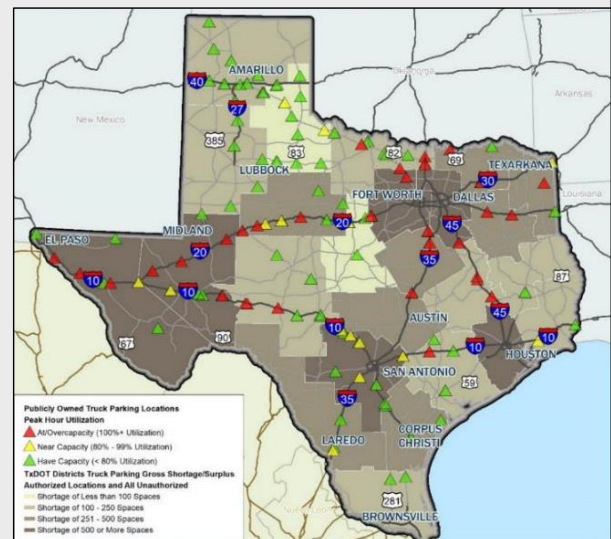 Oklahoma
AMARILLO
40
27
New Mexico
Arkansas
385
83
82
69
TEXARKANA
LUBBOCK
30
FORT WORTH
DALLAS
Louisiana
MIDLAND
20
45
EL PASO
20
35
10
10
87
45
67
90
10
AUSTIN
10
10
HOUSTON
SAN ANTONIO
59
35
CORPUS
CHRISTI
LAREDO
281
BROWNSVILLE
Publicly Owned Truck Parking Locations
Peak Hour Utilization
At/Overcapacity (100%+ Utilization)
Near Capacity (80% - 99% Utilization)
Have Capacity (< 80% Utilization)
TxDOT Districts Truck Parking Gross Shortage/Surplus
Authorized Locations and All Unauthorized
Shortage of Less than 100 Spaces
Shortage of 100 - 250 Spaces
Shortage of 251 - 500 Spaces
Shortage of 500 or More Spaces